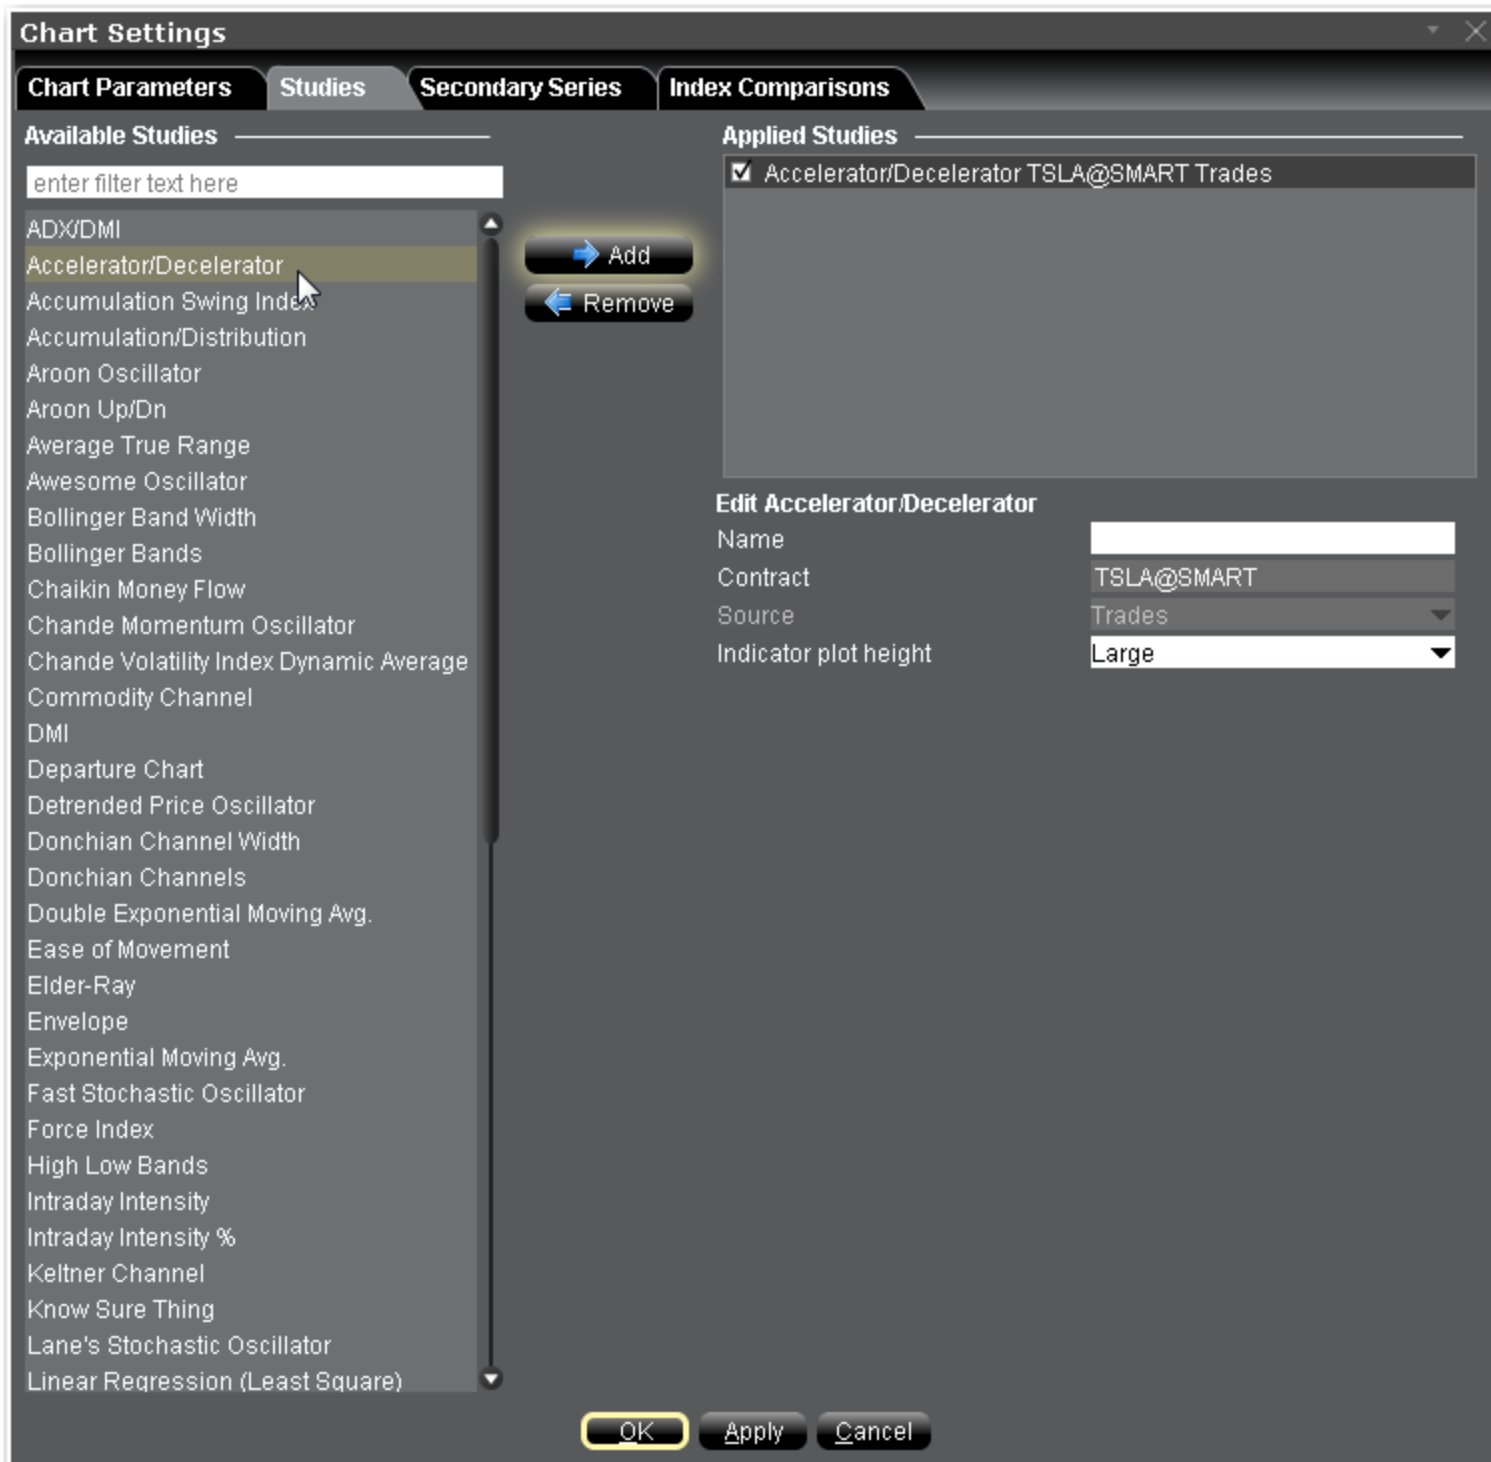 Chart Settings
Chart Parameters
Studies
Secondary Series
Index Comparisons
Available Studies
enter filter text here
ADX/DMI
Accelerator/Decelerator
Accumulation Swing Index
Accumulation/Distribution
Aroon Oscillator
Aroon Up/Dn
Average True Range
Awesome Oscillator
Bollinger Band Width
Bollinger Bands
Chaikin Money Flow
Chande Momentum Oscillator
Chande Volatility Index Dynamic Average
Commodity Channel
DMI
Departure Chart
Detrended Price Oscillator
Donchian Channel Width
Donchian Channels
Double Exponential Moving Avg.
Ease of Movement
Elder-Ray
Envelope
Exponential Moving Avg.
Fast Stochastic Oscillator
Force Index
High Low Bands
Intraday Intensity
Intraday Intensity %
Keltner Channel
Know Sure Thing
Lane's Stochastic Oscillator
Linear Regression (Least Square)
Add
Remove
Applied Studies
Accelerator/Decelerator TSLA@SMART Trades
Edit Accelerator/Decelerator
Name
Contract TSLA@SMART
Source Trades
Indicator plot height Large
OK
Apply
Cancel